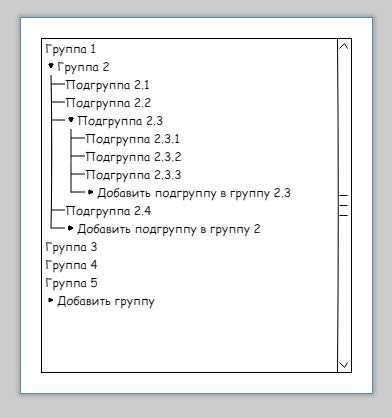 Группа 1
Группа 2
Подгруппа 2.1
Подгруппа 2.2
Подгруппа 2.3
Подгруппа 2.3.1
Подгруппа 2.3.2
Подгруппа 2.3.3
Добавить подгруппу в группу 2.3
Подгруппа 2.4
Добавить подгруппу в группу 2
Группа 3
Группа 4
Группа 5
Добавить группу